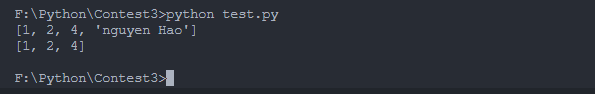 F:\Python\Contest3>python test.py
[1, 2, 4, 'nguyen Hao']
[1, 2, 4]
F:\Python\Contest3>